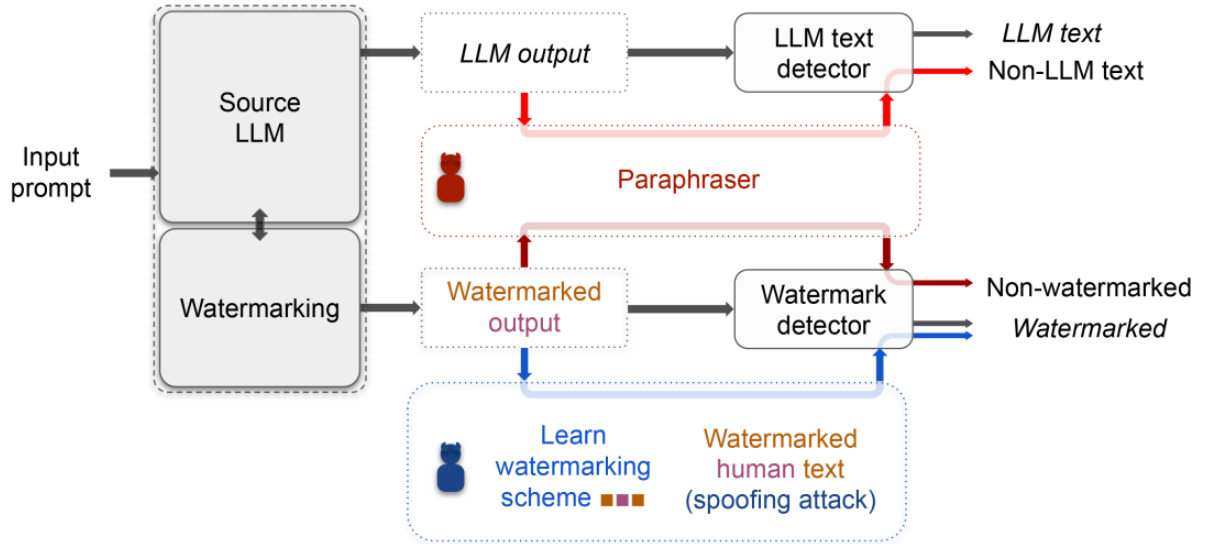 Input
prompt
Source
LLM
Watermarking
LLM output
LLM text
detector
LLM text
Non-LLM text
Paraphraser
Watermarked
output
Watermark
detector
Non-watermarked
Watermarked
Learn
watermarking
scheme
Watermarked
human text
(spoofing attack)